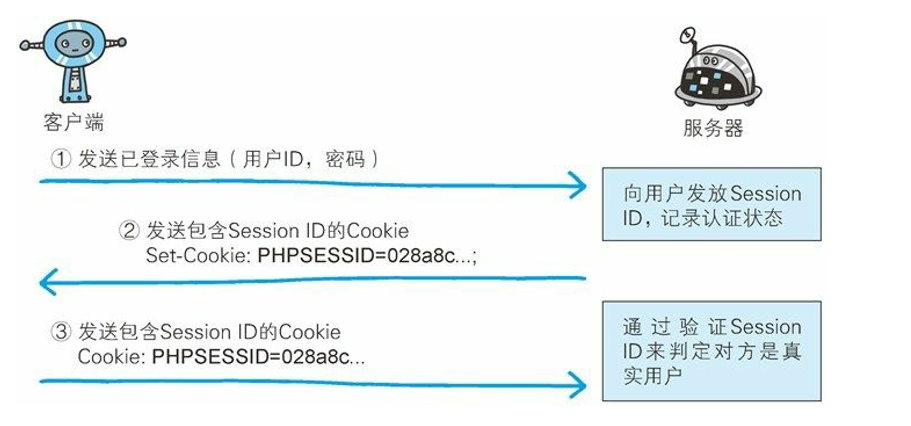 客户端
服务器
① 发送已登录信息（用户ID，密码）
向用户发放Session
ID，记录认证状态
② 发送包含Session ID的Cookie
Set-Cookie: PHPSESSID=028a8c...;
③ 发送包含Session ID的Cookie
Cookie: PHPSESSID=028a8c...
通过验证Session
ID来判定对方是真
实用户